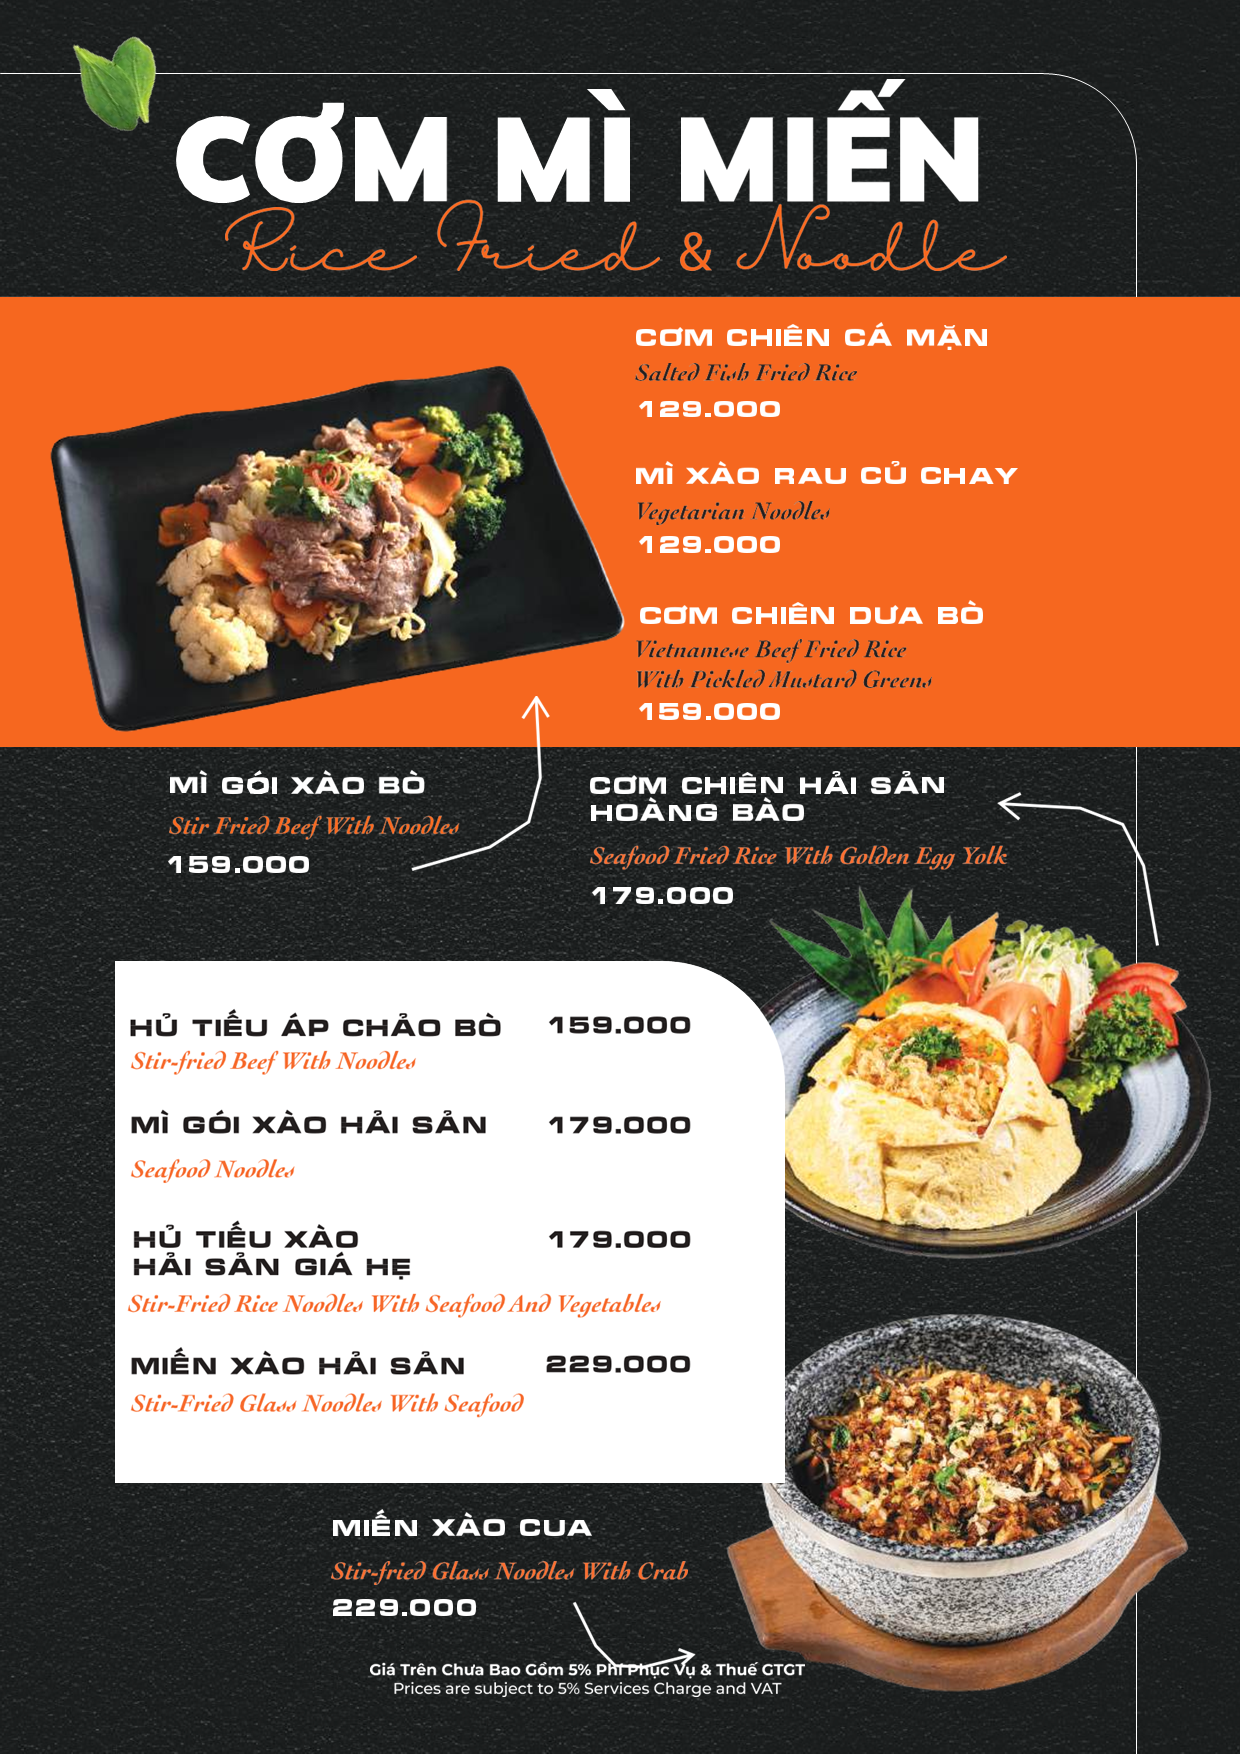 CƠM MÌ MIẾN
Rice Fried & Noodle
CƠM CHIÊN CÁ MẶN
Salted Fish Fried Rice
129.000
MÌ XÀO RAU CỦ CHAY
Vegetarian Noodles
129.000
CƠM CHIÊN DƯA BÒ
Vietnamese Beef Fried Rice
With Pickled Mustard Greens
159.000
MÌ GÓI XÀO BÒ
Stir Fried Beef With Noodles
159.000
CƠM CHIÊN HẢI SẢN
HOÀNG BÀO
Seafood Fried Rice With Golden Egg Yolk
179.000
HỦ TIẾU ÁP CHẢO BÒ 159.000
Stir-fried Beef With Noodles
MÌ GÓI XÀO HẢI SẢN 179.000
Seafood Noodles
HỦ TIẾU XÀO 179.000
HẢI SẢN GIÁ HẸ
Stir-Fried Rice Noodles With Seafood And Vegetables
MIẾN XÀO HẢI SẢN 229.000
Stir-Fried Glass Noodles With Seafood
MIẾN XÀO CUA
Stir-fried Glass Noodles With Crab
229.000
Giá Trên Chưa Bao Gồm 5% Phí Phục Vụ & Thuế GTGT
Prices are subject to 5% Services Charge and VAT